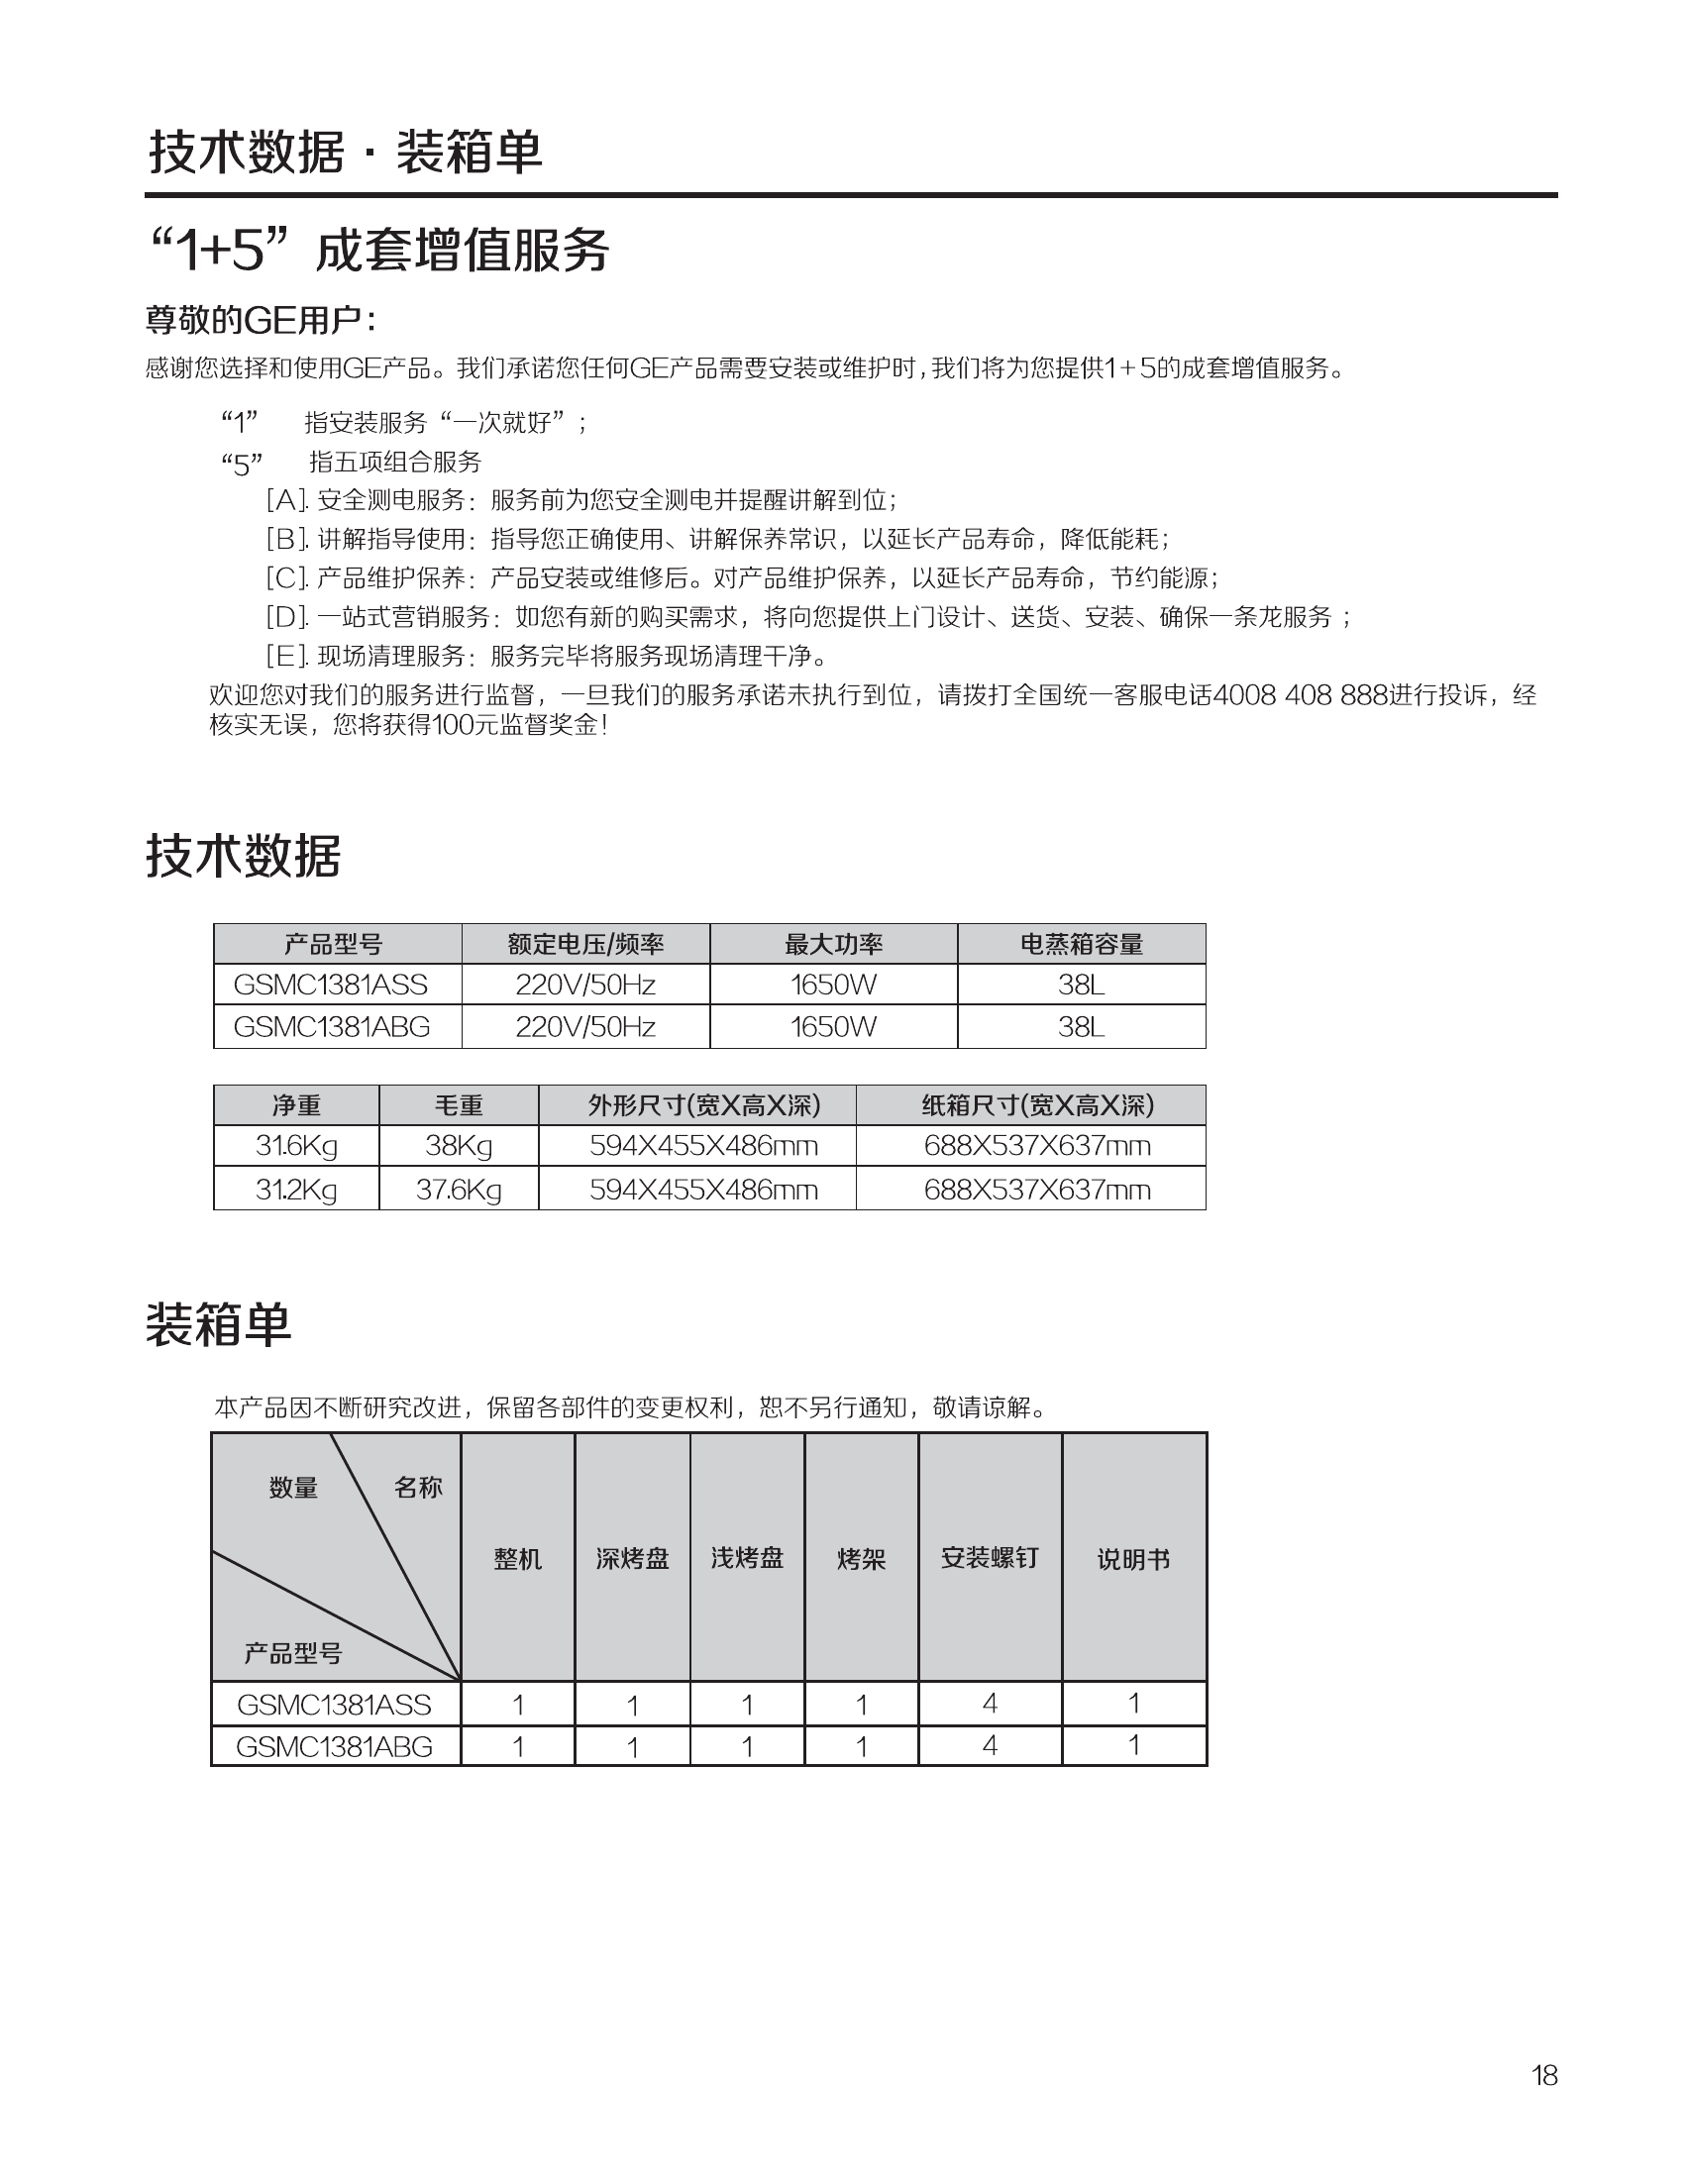 技术数据 · 装箱单
“1+5”成套增值服务
尊敬的GE用户：
感谢您选择和使用GE产品。我们承诺您任何GE产品需要安装或维护时，我们将为您提供1＋5的成套增值服务。
“1” 指安装服务“一次就好”；
“5” 指五项组合服务
[A]. 安全测电服务：服务前为您安全测电并提醒讲解到位；
[B]. 讲解指导使用：指导您正确使用、讲解保养常识，以延长产品寿命，降低能耗；
[C]. 产品维护保养：产品安装或维修后。对产品维护保养，以延长产品寿命，节约能源；
[D]. 一站式营销服务：如您有新的购买需求，将向您提供上门设计、送货、安装、确保一条龙服务；
[E]. 现场清理服务：服务完毕将服务现场清理干净。
欢迎您对我们的服务进行监督，一旦我们的服务承诺未执行到位，请拨打全国统一客服电话4008 408 888进行投诉，经
核实无误，您将获得100元监督奖金！
技术数据
产品型号 额定电压/频率 最大功率 电蒸箱容量
GSMC1381ASS 220V/50Hz 1650W 38L
GSMC1381ABG 220V/50Hz 1650W 38L
净重 毛重 外形尺寸(宽X高X深) 纸箱尺寸(宽X高X深)
31.6Kg 38Kg 594X455X486mm 688X537X637mm
31.2Kg 37.6Kg 594X455X486mm 688X537X637mm
装箱单
本产品因不断研究改进，保留各部件的变更权利，恕不另行通知，敬请谅解。
数量 名称
整机 深烤盘 浅烤盘 烤架 安装螺钉 说明书
产品型号
GSMC1381ASS 1 1 1 1 4 1
GSMC1381ABG 1 1 1 1 4 1
18